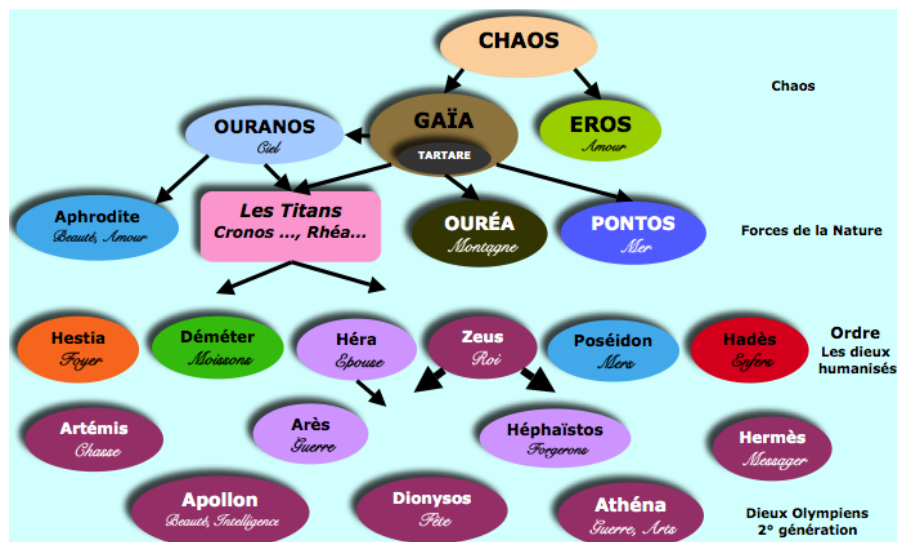 CHAOS
Chaos
GAÏA
TARTARE
OURANOS
Ciel
EROS
Amour
Aphrodite
Beauté, Amour
Les Titans
Cronos ..., Rhéa...
OURÉA
Montagne
PONTOS
Mer
Forces de la Nature
Hestia
Foyer
Déméter
Moissons
Héra
Epouse
Zeus
Roi
Poséidon
Mers
Hadès
Enfers
Ordre
Les dieux
humanisés
Artémis
Chasse
Arès
Guerre
Héphaïstos
Forgerons
Hermès
Messager
Apollon
Beauté, Intelligence
Dionysos
Fête
Athéna
Guerre, Arts
Dieux Olympiens
2° génération